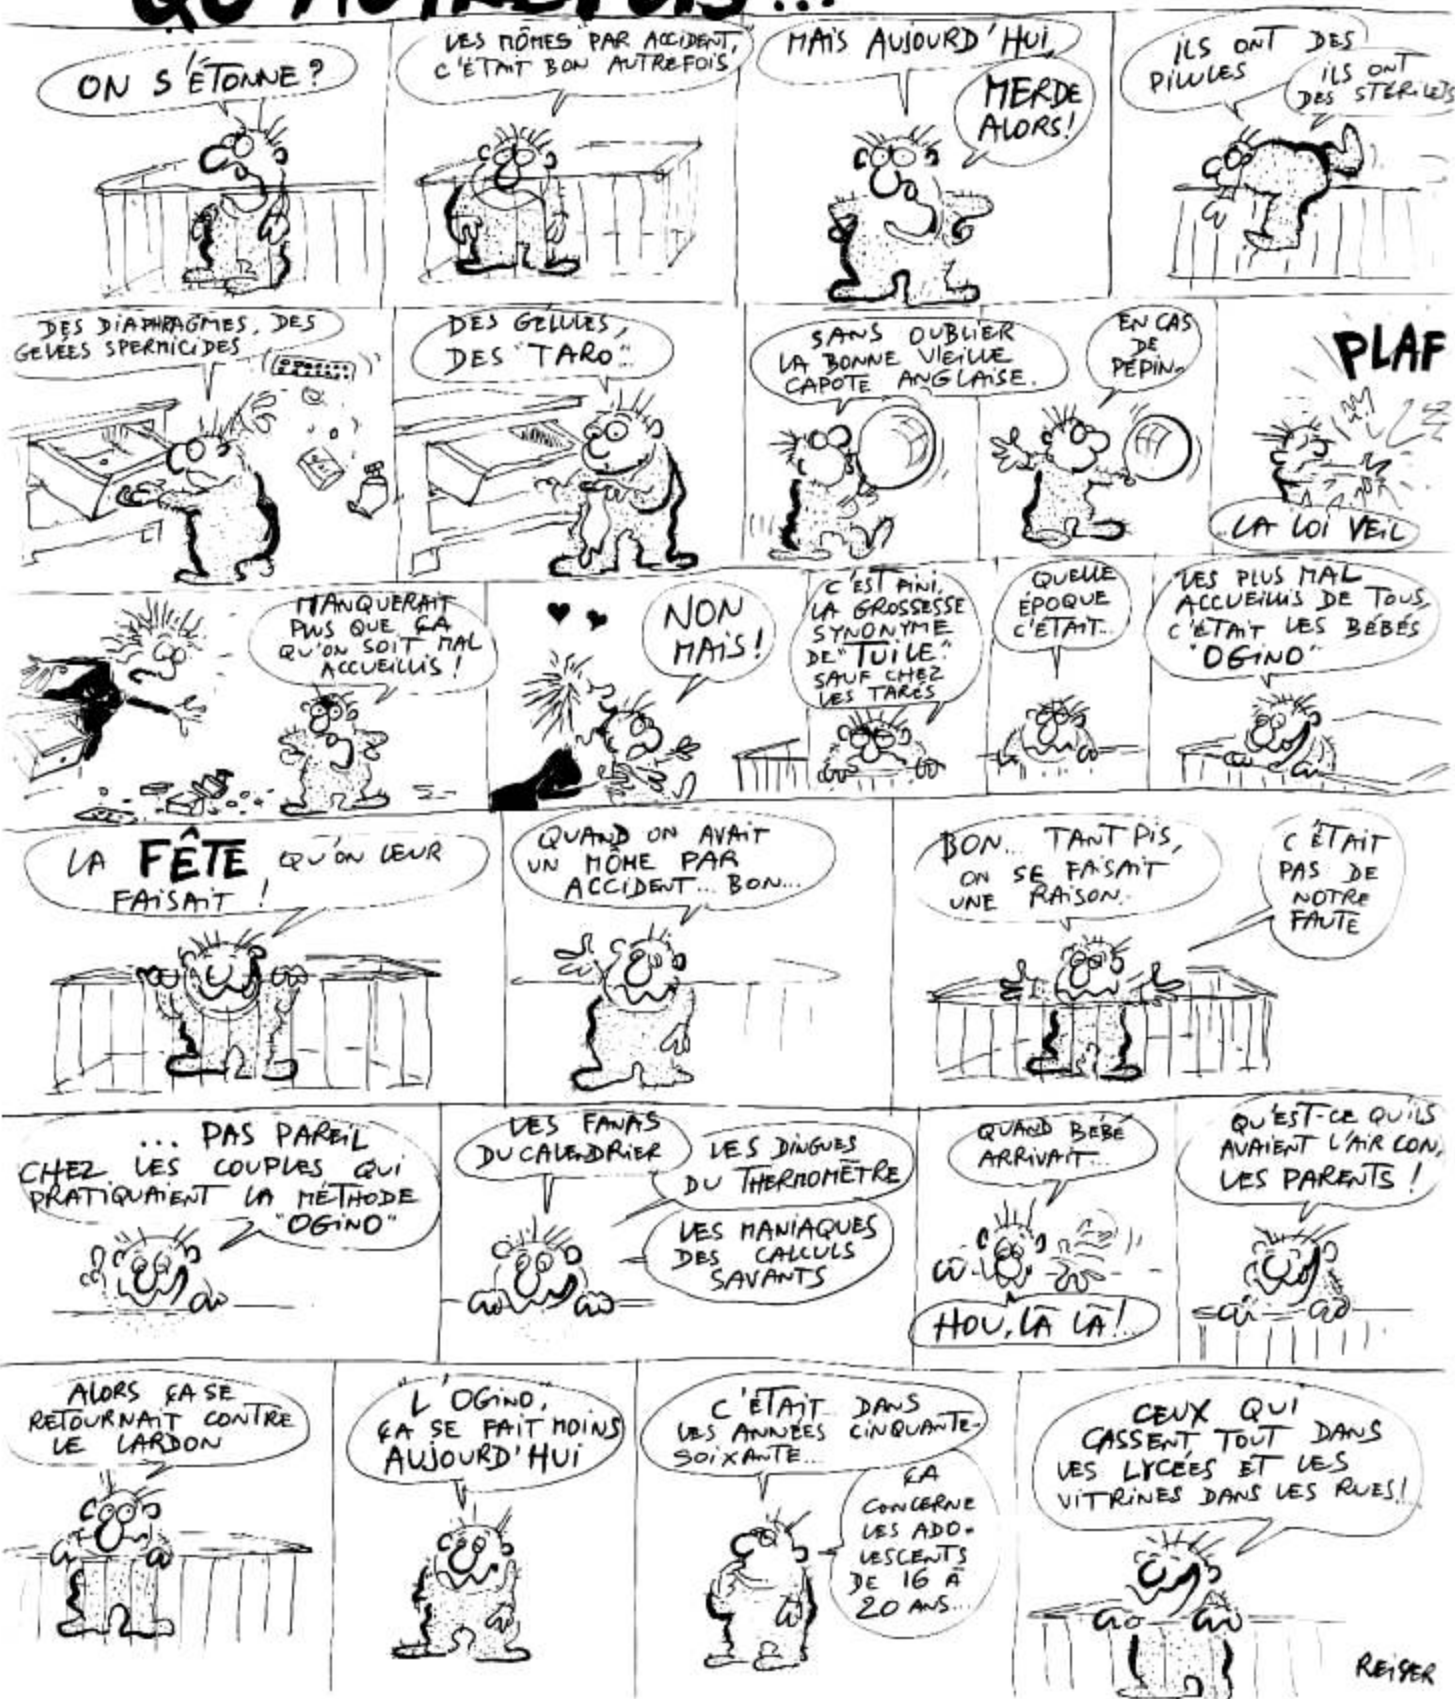 QU'AUTREFOIS...
ON S'ÉTONNE?
LES MÔMES PAR ACCIDENT,
C'ÉTAIT BON AUTREFOIS
MAIS AUJOURD'HUI,
MERDE
ALORS!
ILS ONT DES
PILULES
ILS ONT
DES STÉRILETS
DES DIAPHRAGMES, DES
GELÉES SPERMICIDES
DES GÉLULES,
DES "TARO"..
SANS OUBLIER
LA BONNE VIEILLE
CAPOTE ANGLAISE.
EN CAS
DE
PÉPIN..
PLAF
LA LOI VEIL
MANQUERAIT
PLUS QUE ÇA
QU'ON SOIT MAL
ACCUEILLIS!
NON
MAIS!
C'EST FINI,
LA GROSSESSE
SYNONYME
DE "TUILE"
SAUF CHEZ
LES TARÉS
QUELLE
ÉPOQUE
C'ÉTAIT...
LES PLUS MAL
ACCUEILLIS DE TOUS,
C'ÉTAIT LES BÉBÉS
"OGINO"
LA FÊTE QU'ON LEUR
FAISAIT!
QUAND ON AVAIT
UN MÔME PAR
ACCIDENT... BON...
BON... TANT PIS,
ON SE FAISAIT
UNE RAISON.
C'ÉTAIT
PAS DE
NOTRE
FAUTE
... PAS PAREIL
CHEZ LES COUPLES QUI
PRATIQUAIENT LA MÉTHODE
"OGINO"
LES FANAS
DU CALENDRIER
LES DINGUES
DU THERMOMÈTRE
LES MANIAQUES
DES CALCULS
SAVANTS
QUAND BÉBÉ
ARRIVAIT...
HOU, LÀ LÀ!
QU'EST-CE QU'ILS
AVAIENT L'AIR CON,
LES PARENTS!
ALORS ÇA SE
RETOURNAIT CONTRE
LE LARDON
L'OGINO,
ÇA SE FAIT MOINS
AUJOURD'HUI
C'ÉTAIT DANS
LES ANNÉES CINQUANTE-
SOIXANTE...
ÇA
CONCERNE
LES ADO-
LESCENTS
DE 16 À
20 ANS...
CEUX QUI
CASSENT TOUT DANS
LES LYCÉES ET LES
VITRINES DANS LES RUES!
REISER